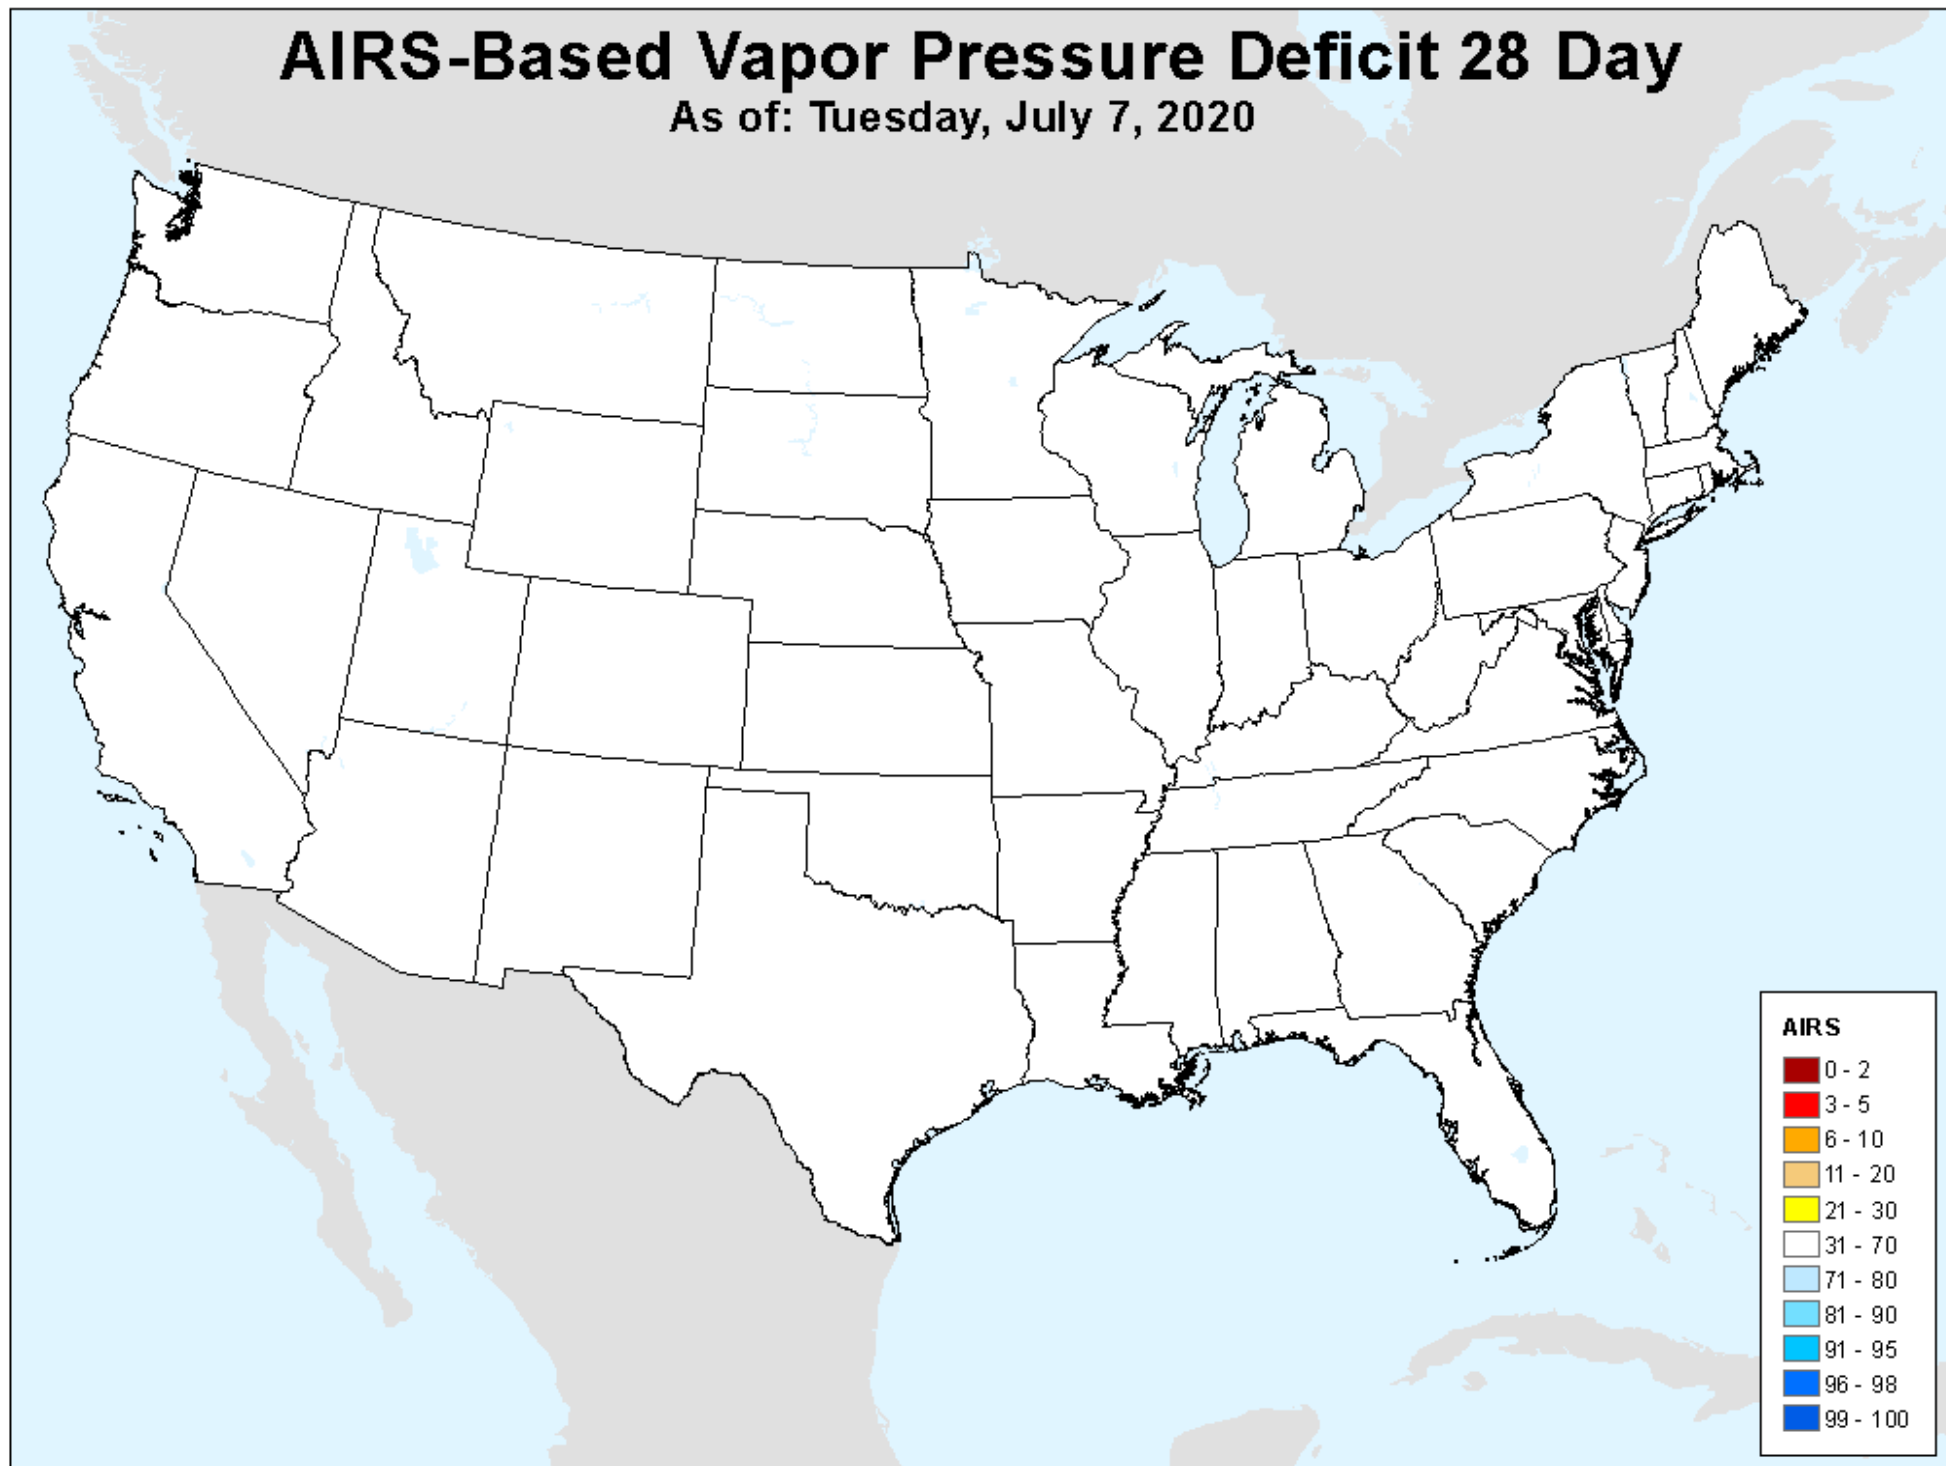 AIRS-Based Vapor Pressure Deficit 28 Day
As of: Tuesday, July 7, 2020
AIRS
0 - 2
3 - 5
6 - 10
11 - 20
21 - 30
31 - 70
71 - 80
81 - 90
91 - 95
96 - 98
99 - 100